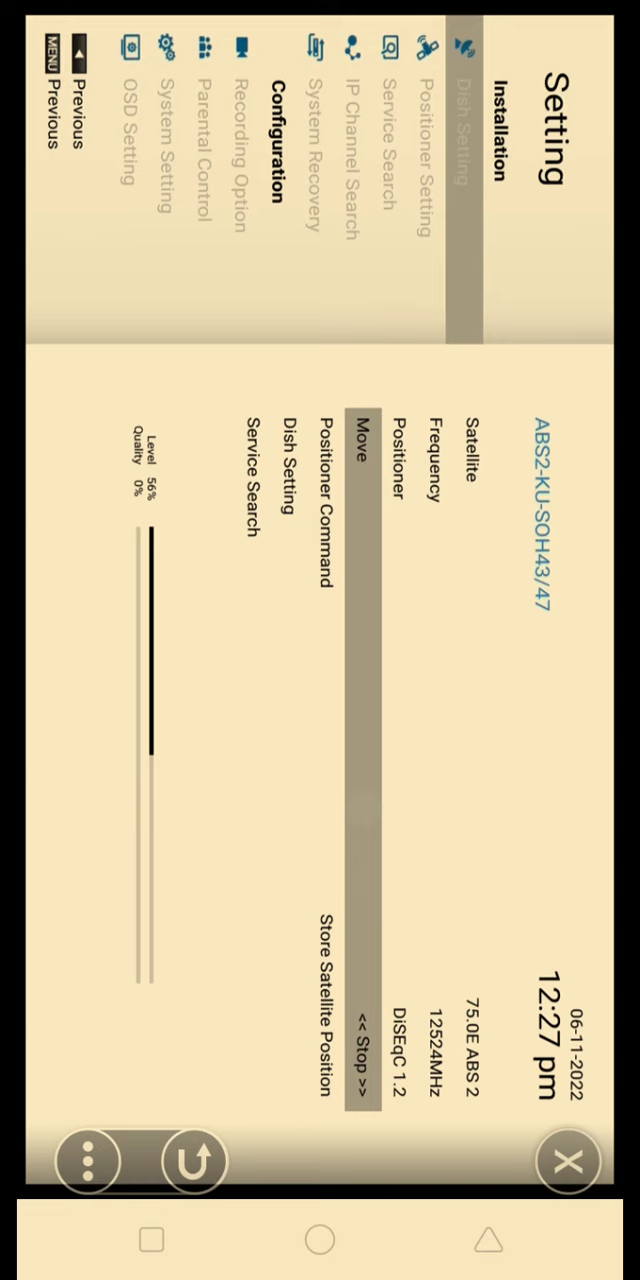 Setting
Installation
Dish Setting
Positioner Setting
Service Search
IP Channel Search
System Recovery
Configuration
Recording Option
Parental Control
System Setting
OSD Setting
Previous
MENU Previous
06-11-2022
12:27 pm
ABS2-KU-SOH43/47
Satellite 75.0E ABS 2
Frequency 12524MHz
Positioner DiSEqC 1.2
Move << Stop >>
Positioner Command Store Satellite Position
Dish Setting
Service Search
Level 56%
Quality 0%
X